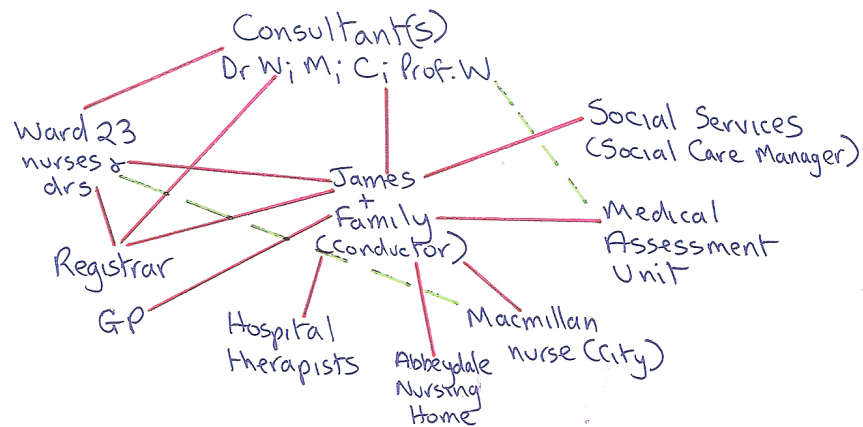 Consultant(s)
Dr W; M; C; Prof. W
Ward 23
nurses &
drs
Social Services
(Social Care Manager)
James
+
Family
(conductor)
Medical
Assessment
Unit
Registrar
GP
Hospital
therapists
Abbeydale
Nursing
Home
Macmillan
nurse (City)